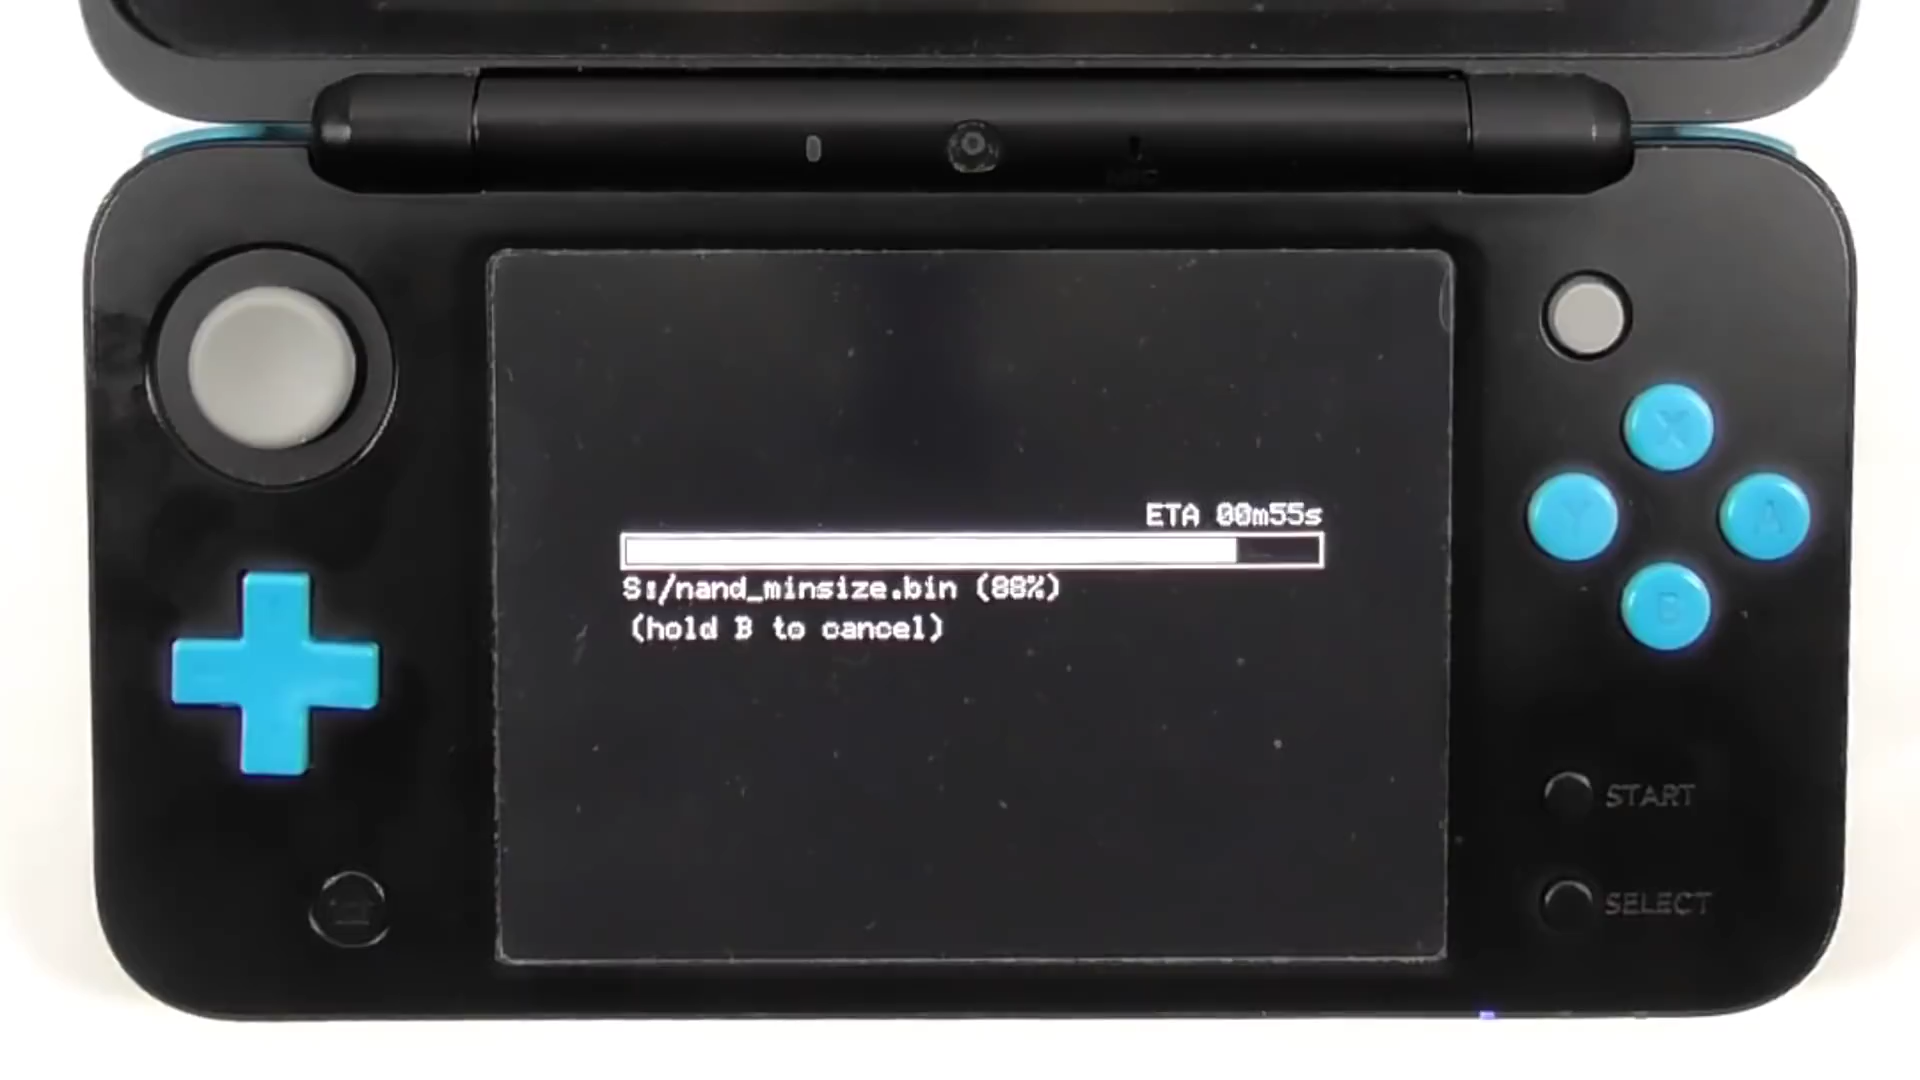 X
Y
A
ETA 00m55s
S:/nand_minsize.bin (88%)
B
(hold B to cancel)
START
SELECT